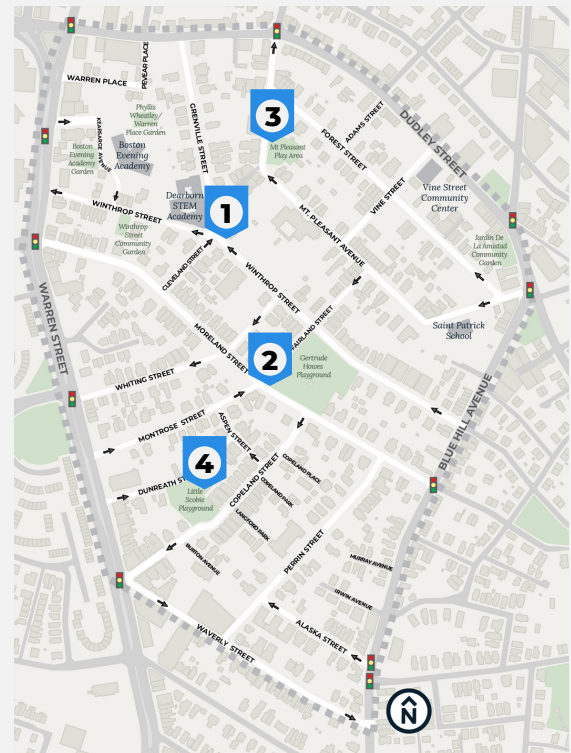 WARREN PLACE
PEVEAR PLACE
3
DUDLEY STREET
ADAMS STREET
FOREST STREET
GRENVILLE STREET
Phyllis
Wheatley/
Warren
Place Garden
KEARSARGE AVENUE
Boston
Evening
Academy
Boston
Evening
Academy
Garden
Mt Pleasant
Play Area
VINE STREET
Vine Street
Community
Center
Dearborn
STEM
Academy
1
WINTHROP STREET
Winthrop
Street
Community
Garden
MT. PLEASANT AVENUE
Jardin De
La Amistad
Community
Garden
CLEVELAND STREET
WINTHROP STREET
WARREN STREET
MORELAND STREET
FAIRLAND STREET
Saint Patrick
School
2
Gertrude
Howes
Playground
WHITING STREET
BLUE HILL AVENUE
MONTROSE STREET
ASPEN STREET
4
COPELAND STREET
COPELAND PLACE
DUNREATH ST
Little
Scobie
Playground
COPELAND PARK
LANGFORD PARK
PERRIN STREET
BURTON AVENUE
MURRAY AVENUE
IRWIN AVENUE
ALASKA STREET
WAVERLY STREET
N